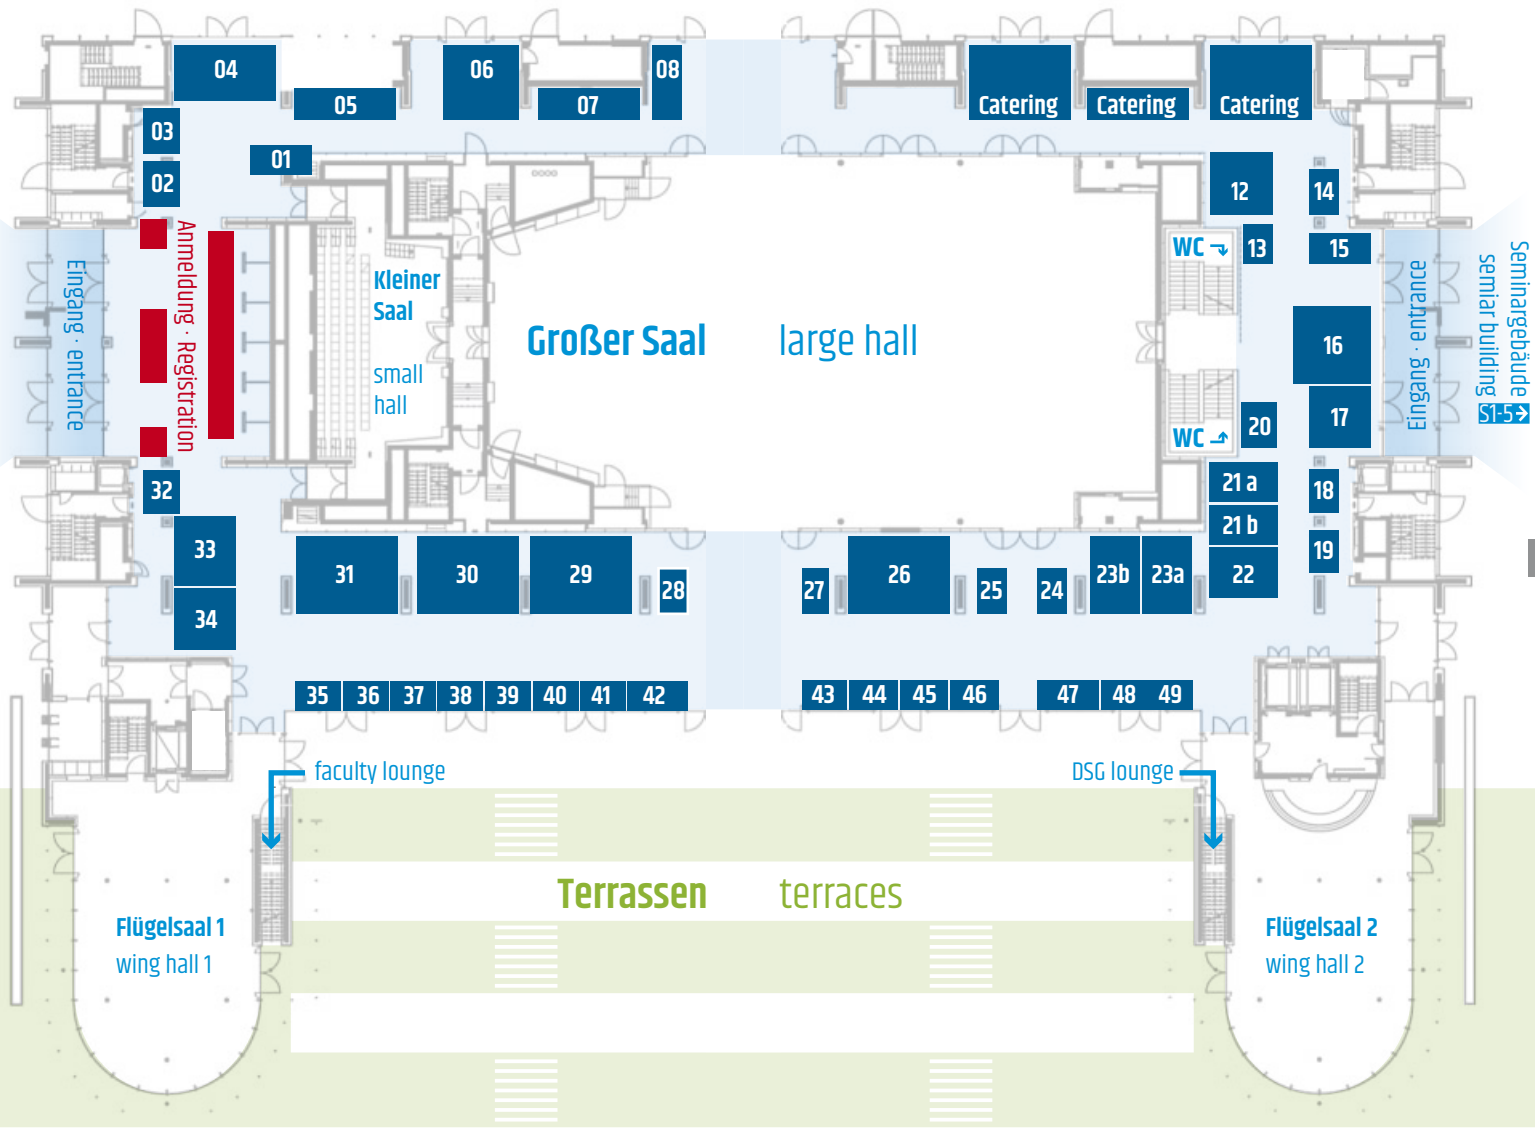 04
06
08
05
07
Catering
Catering
Catering
03
01
02
12
14
13
15
WC
Eingang · entrance
Anmeldung · Registration
Kleiner
Saal
small
hall
Großer Saal
large hall
16
17
Eingang · entrance
Seminargebäude
semiar building
S1-5
20
WC
32
21 a
18
21 b
19
33
31
30
29
28
27
26
25
24
23b
23a
22
34
35
36
37
38
39
40
41
42
43
44
45
46
47
48
49
faculty lounge
DSG lounge
Terrassen
terraces
Flügelsaal 1
wing hall 1
Flügelsaal 2
wing hall 2